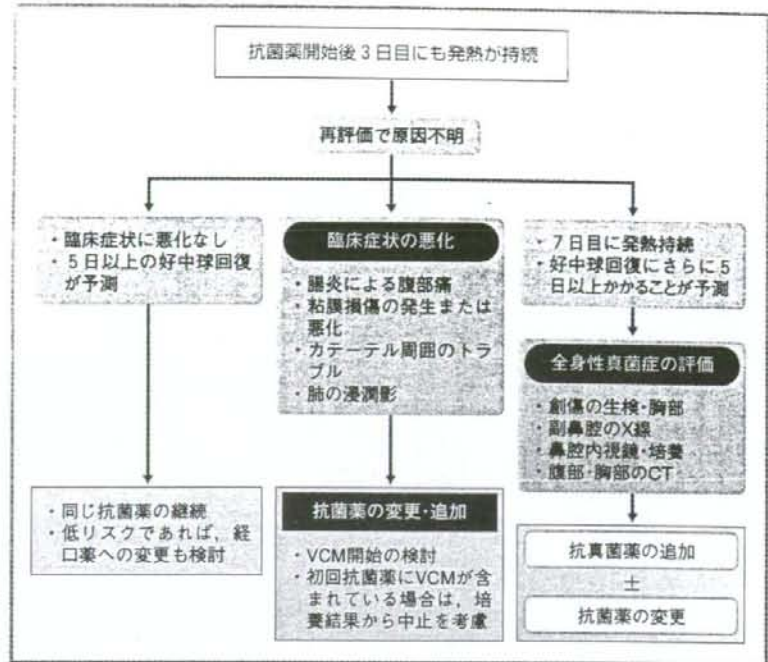 抗菌薬開始後3日目にも発熱が持続
再評価で原因不明
・臨床症状に悪化なし
・5日以上の好中球回復
が予測
・同じ抗菌薬の継続
・低リスクであれば，経
口薬への変更も検討
臨床症状の悪化
・腸炎による腹部痛
・粘膜損傷の発生または
悪化
・カテーテル周囲のトラ
ブル
・肺の浸潤影
抗菌薬の変更・追加
・VCM開始の検討
・初回抗菌薬にVCMが含
まれている場合は，培
養結果から中止を考慮
・7日目に発熱持続
・好中球回復にさらに5
日以上かかることが予測
全身性真菌症の評価
・創傷の生検・胸部
・副鼻腔のX線
・鼻腔内視鏡・培養
・腹部・胸部のCT
抗真菌薬の追加
±
抗菌薬の変更